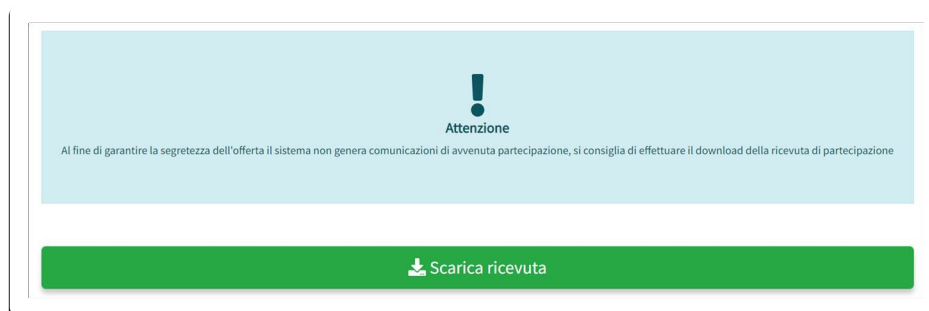 Attenzione
Al fine di garantire la segretezza dell'offerta il sistema non genera comunicazioni di avvenuta partecipazione, si consiglia di effettuare il download della ricevuta di partecipazione
Scarica ricevuta